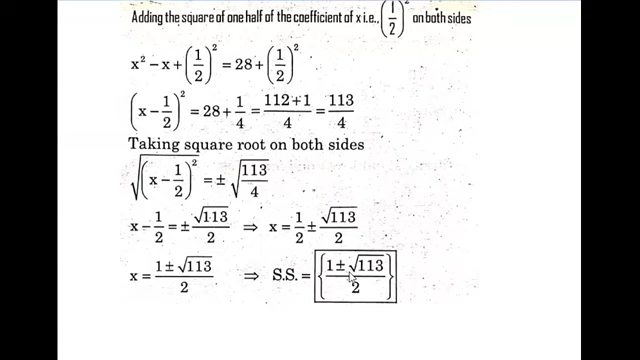 Adding the square of one half of the coefficient of x i.e., (1/2)² on both sides
x² − x + (1/2)² = 28 + (1/2)²
(x − 1/2)² = 28 + 1/4 = 112 + 1/4 = 113/4
Taking square root on both sides
√(x − 1/2)² = ± √113/4
x − 1/2 = ± √113/2 ⇒ x = 1/2 ± √113/2
x = 1 ± √113/2 ⇒ S.S. = {1 ± √113/2}